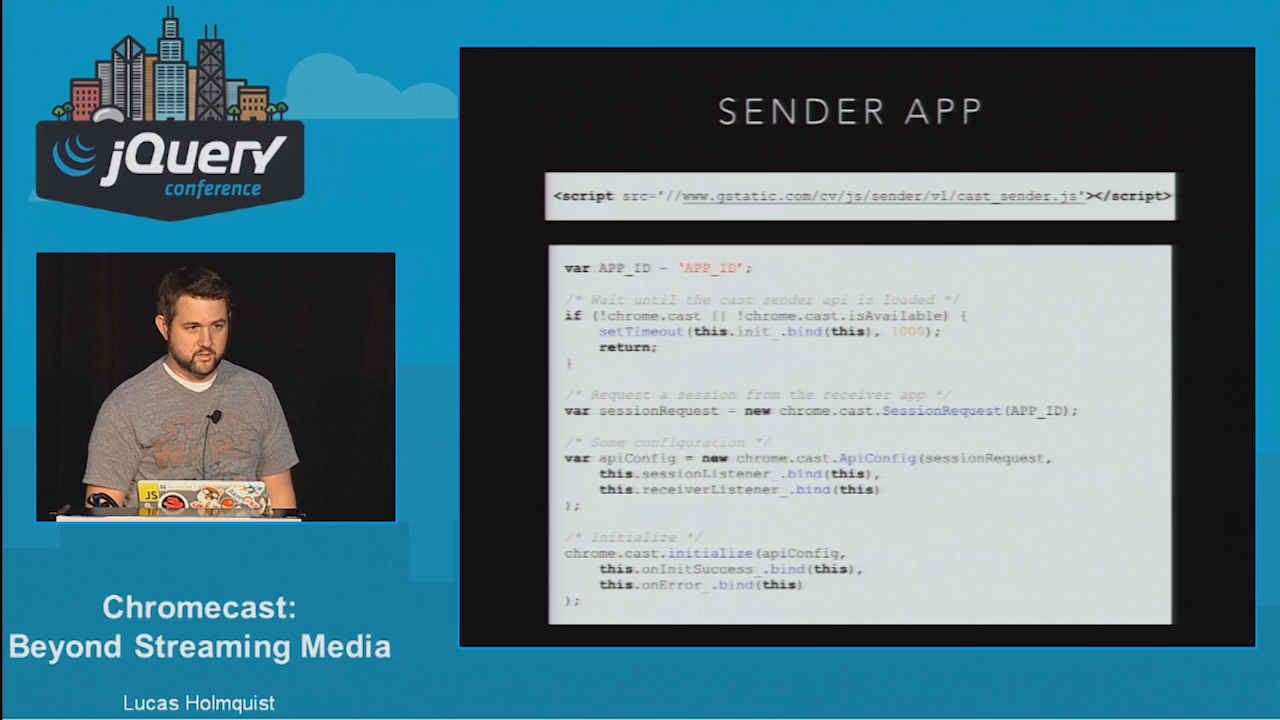 jQuery
conference
SENDER APP
<script src='//www.gstatic.com/cv/js/sender/v1/cast_sender.js'></script>
var APP_ID = 'APP_ID';
/* Wait until the cast sender api is loaded */
if (!chrome.cast || !chrome.cast.isAvailable) {
setTimeout(this.init_.bind(this), 1000);
return;
}
/* Request a session from the receiver app */
var sessionRequest = new chrome.cast.SessionRequest(APP_ID);
/* Some configuration */
var apiConfig = new chrome.cast.ApiConfig(sessionRequest,
this.sessionListener_.bind(this),
this.receiverListener_.bind(this)
);
/* Initialize */
chrome.cast.initialize(apiConfig,
this.onInitSuccess_.bind(this),
this.onError_.bind(this)
);
STAR
WARS
JS
Chromecast:
Beyond Streaming Media
Lucas Holmquist